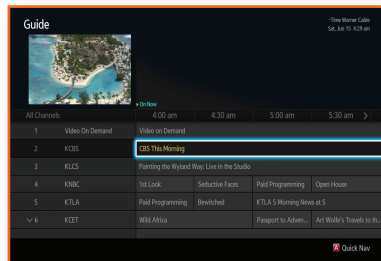 Guide
Time Warner Cable
Sat, Jun 15 4:29 am
On Now
All Channels 4:00 am 4:30 am 5:00 am 5:30 am
1 Video On Demand Video on Demand
2 KCBS CBS This Morning
3 KLCS Painting the Wyland Way: Live in the Studio
4 KNBC 1st Look Seductive Faces Paid Programming Open House
5 KTLA Paid Programming Bewitched KTLA 5 Morning News at 5
6 KCET Wild Africa Passport to Adven... Art Wolfe's Travels to th...
A Quick Nav